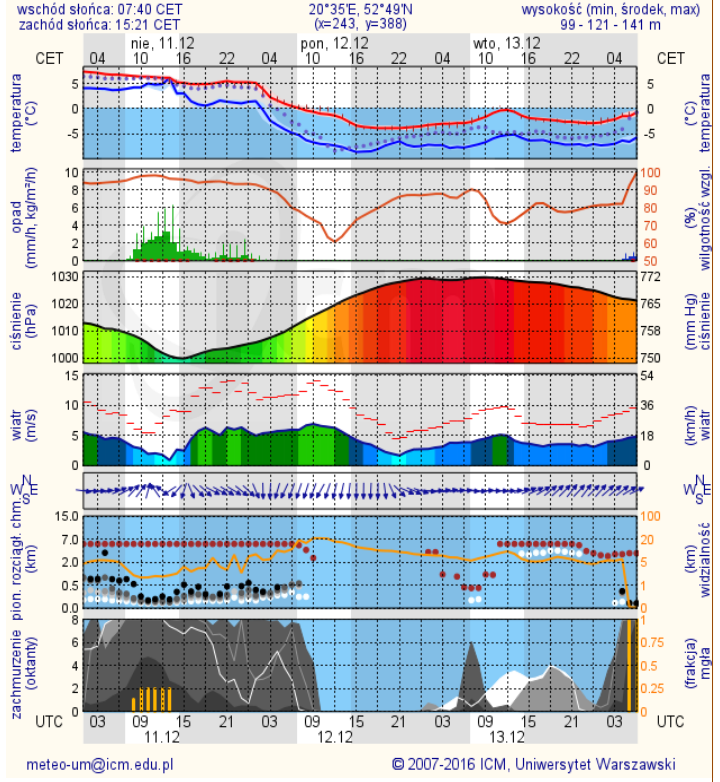 wschód słońca: 07:40 CET 20°35'E, 52°49'N wysokość (min, środek, max)
zachód słońca: 15:21 CET (x=243, y=388) 99 - 121 - 141 m
nie, 11.12 pon, 12.12 wto, 13.12
CET 04 10 16 22 04 10 16 22 04 10 16 22 04 CET
temperatura (°C)
5 0 -5
5 0 -5
(°C) temperatura
opad (mm/h, kg/m²/h)
10 8 6 4 2 0
100 90 80 70 60 50
(%) wilgotność wzgl.
ciśnienie (hPa)
1030 1020 1010 1000
772 765 758 750
(mm Hg) ciśnienie
wiatr (m/s)
15 10 5 0
54 36 18 0
(km/h) wiatr
N W E S
N W E S
pion. rozciągł. chm. (km)
15.0 7.0 2.0 0.5 0.0
100 20 5 1 0
(km) widzialność
zachmurzenie (oktanty)
8 6 4 2 0
1 0.75 0.5 0.25 0
(frakcja) mgła
UTC 03 09 15 21 03 09 15 21 03 09 15 21 03 UTC
11.12 12.12 13.12
meteo-um@icm.edu.pl © 2007-2016 ICM, Uniwersytet Warszawski